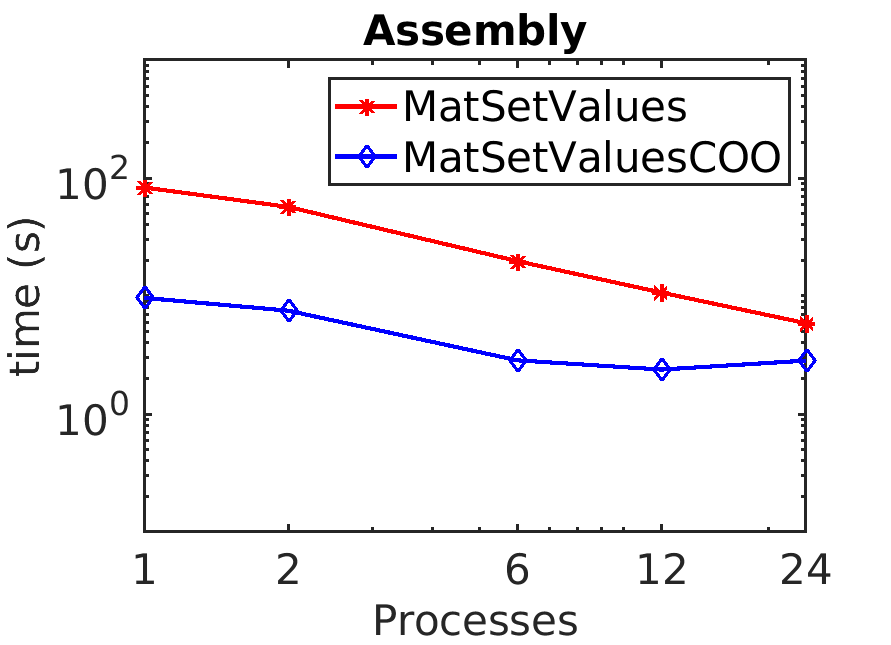 Assembly
MatSetValues
MatSetValuesCOO
10^2
10^0
time (s)
1 2 6 12 24
Processes